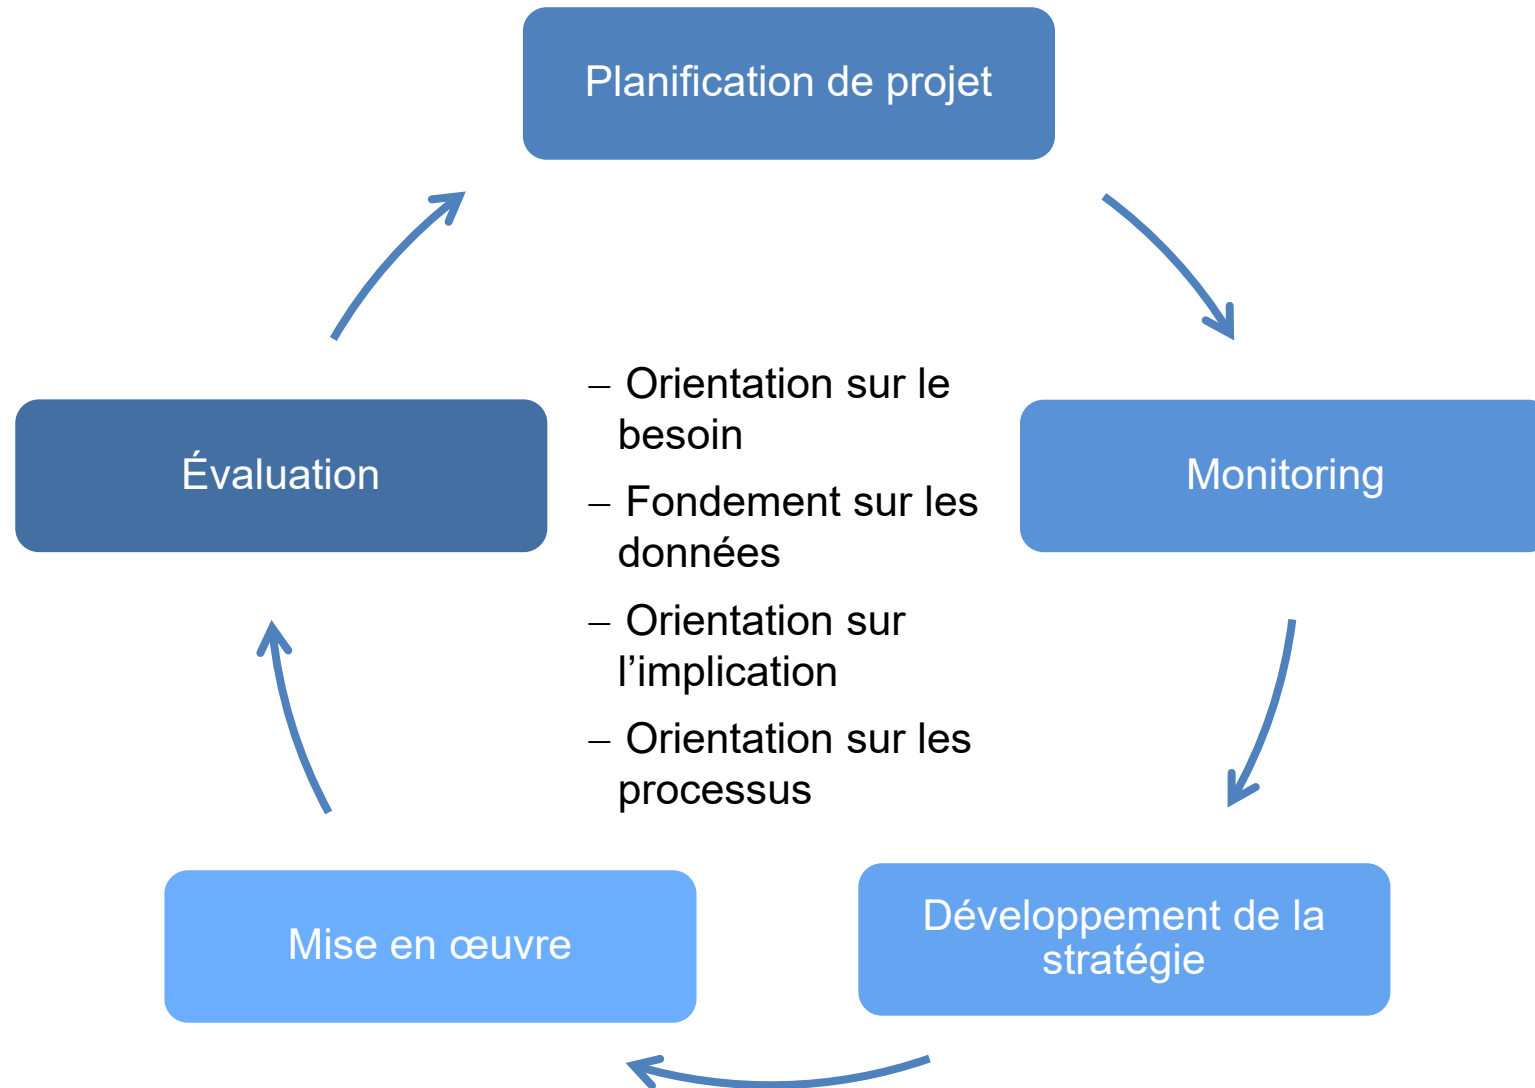 Planification de projet
– Orientation sur le
besoin
– Fondement sur les
données
– Orientation sur
l’implication
– Orientation sur les
processus
Évaluation
Monitoring
Développement de la
stratégie
Mise en œuvre